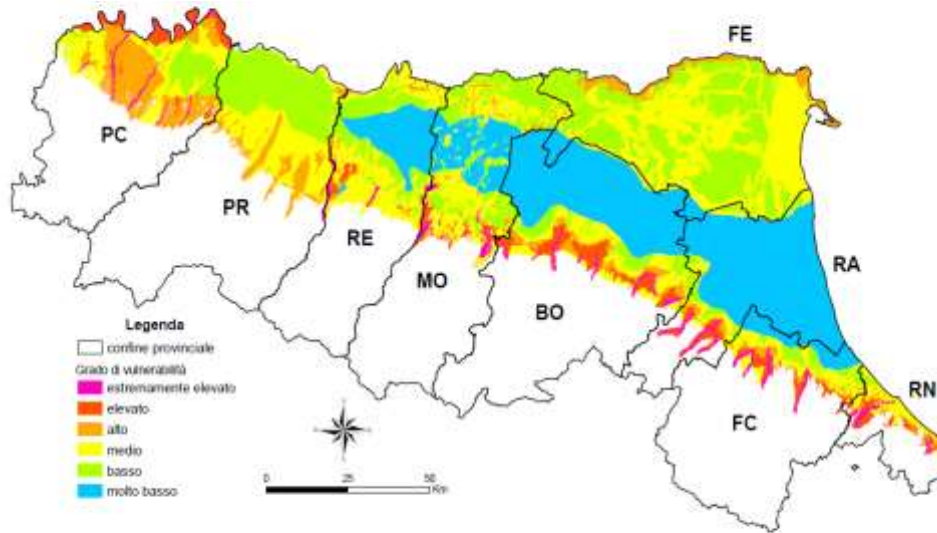 FE
PC
PR
RE
MO
BO
RA
RN
FC
Legenda
confine provinciale
Grado di vulnerabilità
estremamente elevato
elevato
alto
medio
basso
molto basso
0 25 50
Km